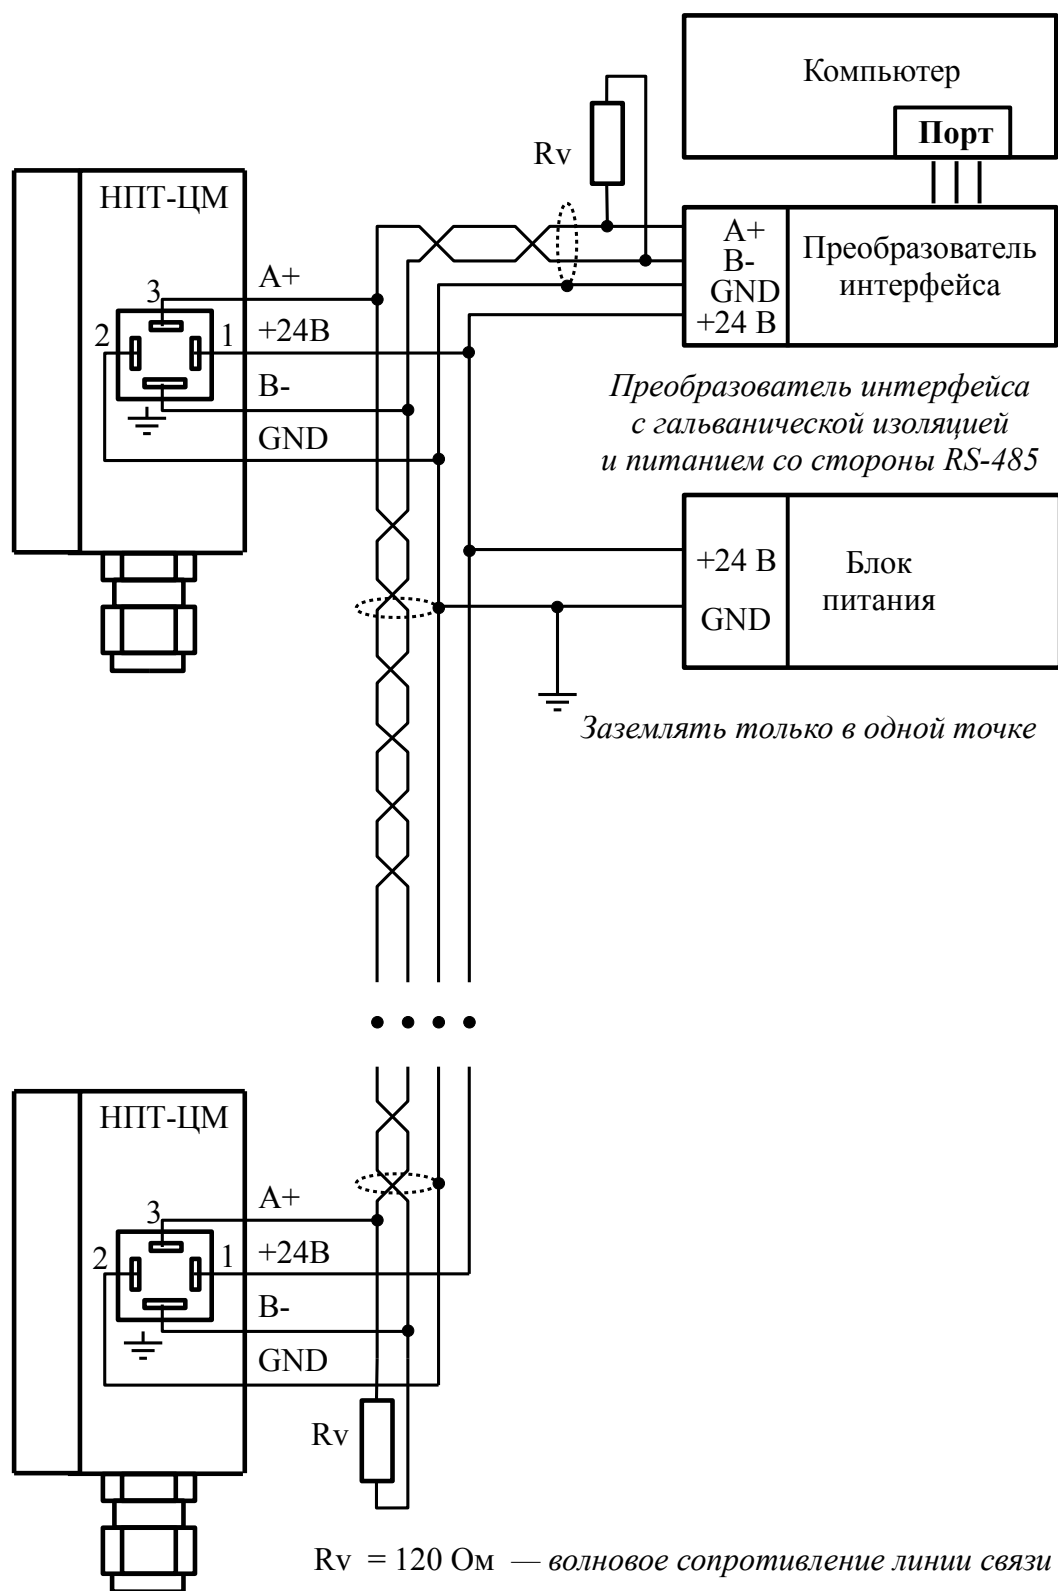 Компьютер
Порт
Rv
НПТ-ЦМ
A+
B-
GND
+24 В
Преобразователь
интерфейса
3
A+
2
1
+24В
B-
GND
Преобразователь интерфейса
с гальванической изоляцией
и питанием со стороны RS-485
+24 В
GND
Блок
питания
Заземлять только в одной точке
НПТ-ЦМ
3
A+
2
1
+24В
B-
GND
Rv
Rv = 120 Ом — волновое сопротивление линии связи